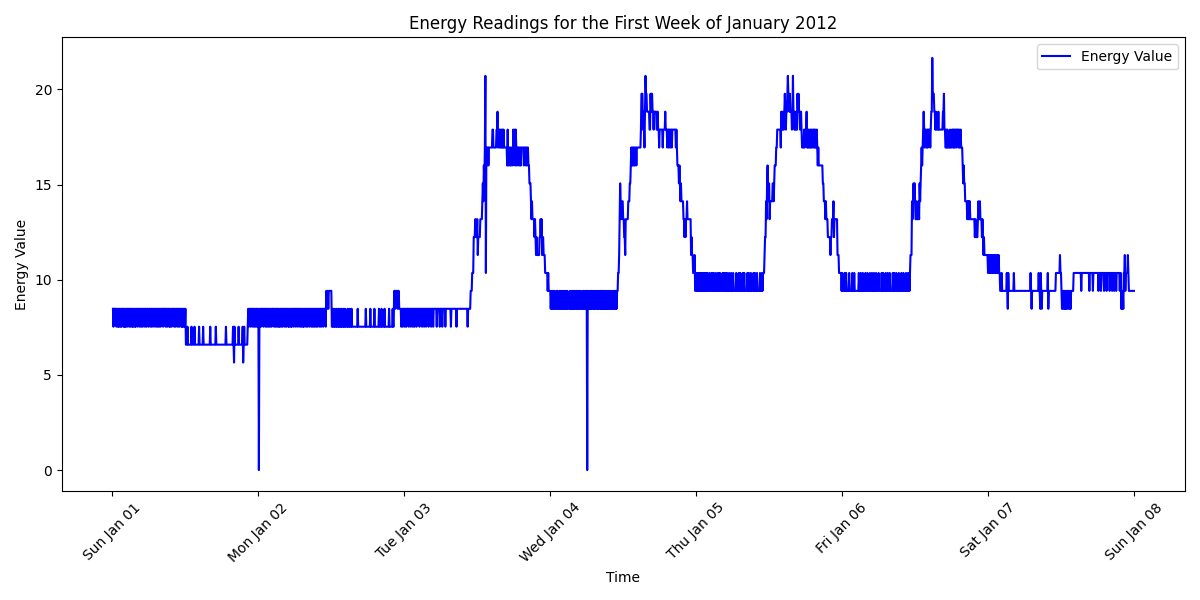 Energy Readings for the First Week of January 2012
Energy Value
20
15
10
5
0
Energy Value
Sun Jan 01
Mon Jan 02
Tue Jan 03
Wed Jan 04
Thu Jan 05
Fri Jan 06
Sat Jan 07
Sun Jan 08
Time